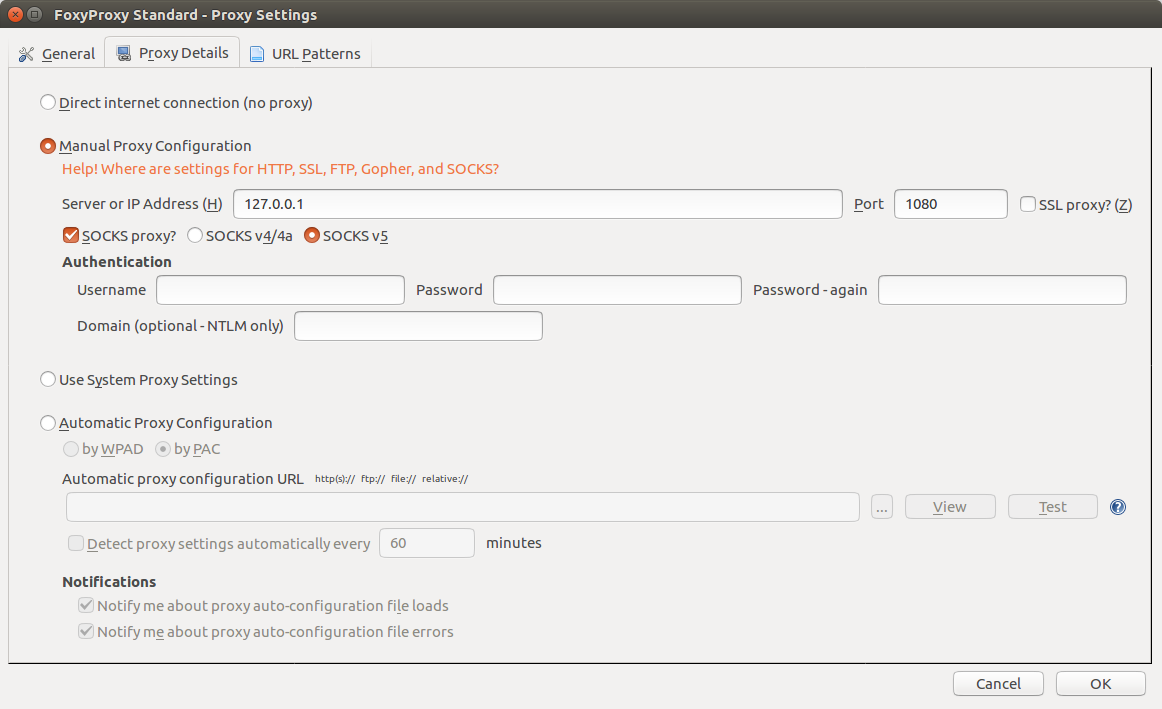 FoxyProxy Standard - Proxy Settings
General Proxy Details URL Patterns
Direct internet connection (no proxy)
Manual Proxy Configuration
Help! Where are settings for HTTP, SSL, FTP, Gopher, and SOCKS?
Server or IP Address (H) 127.0.0.1 Port 1080 SSL proxy? (Z)
SOCKS proxy? SOCKS v4/4a SOCKS v5
Authentication
Username Password Password - again
Domain (optional - NTLM only)
Use System Proxy Settings
Automatic Proxy Configuration
by WPAD by PAC
Automatic proxy configuration URL http(s):// ftp:// file:// relative://
... View Test ?
Detect proxy settings automatically every 60 minutes
Notifications
Notify me about proxy auto-configuration file loads
Notify me about proxy auto-configuration file errors
Cancel OK